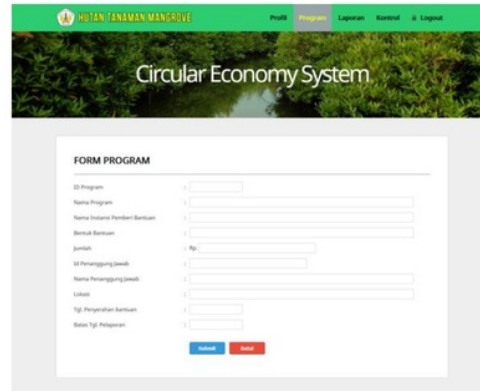 HUTAN TANAMAN MANGROVE
Profil Program Laporan Kontrol Logout
Circular Economy System
FORM PROGRAM
ID Program :
Nama Program :
Nama Instansi Pemberi Bantuan :
Bentuk Bantuan :
Jumlah : Rp.
Id Penanggung Jawab :
Nama Penanggung Jawab :
Lokasi :
Tgl. Penyerahan bantuan :
Batas Tgl. Pelaporan :
Submit Batal